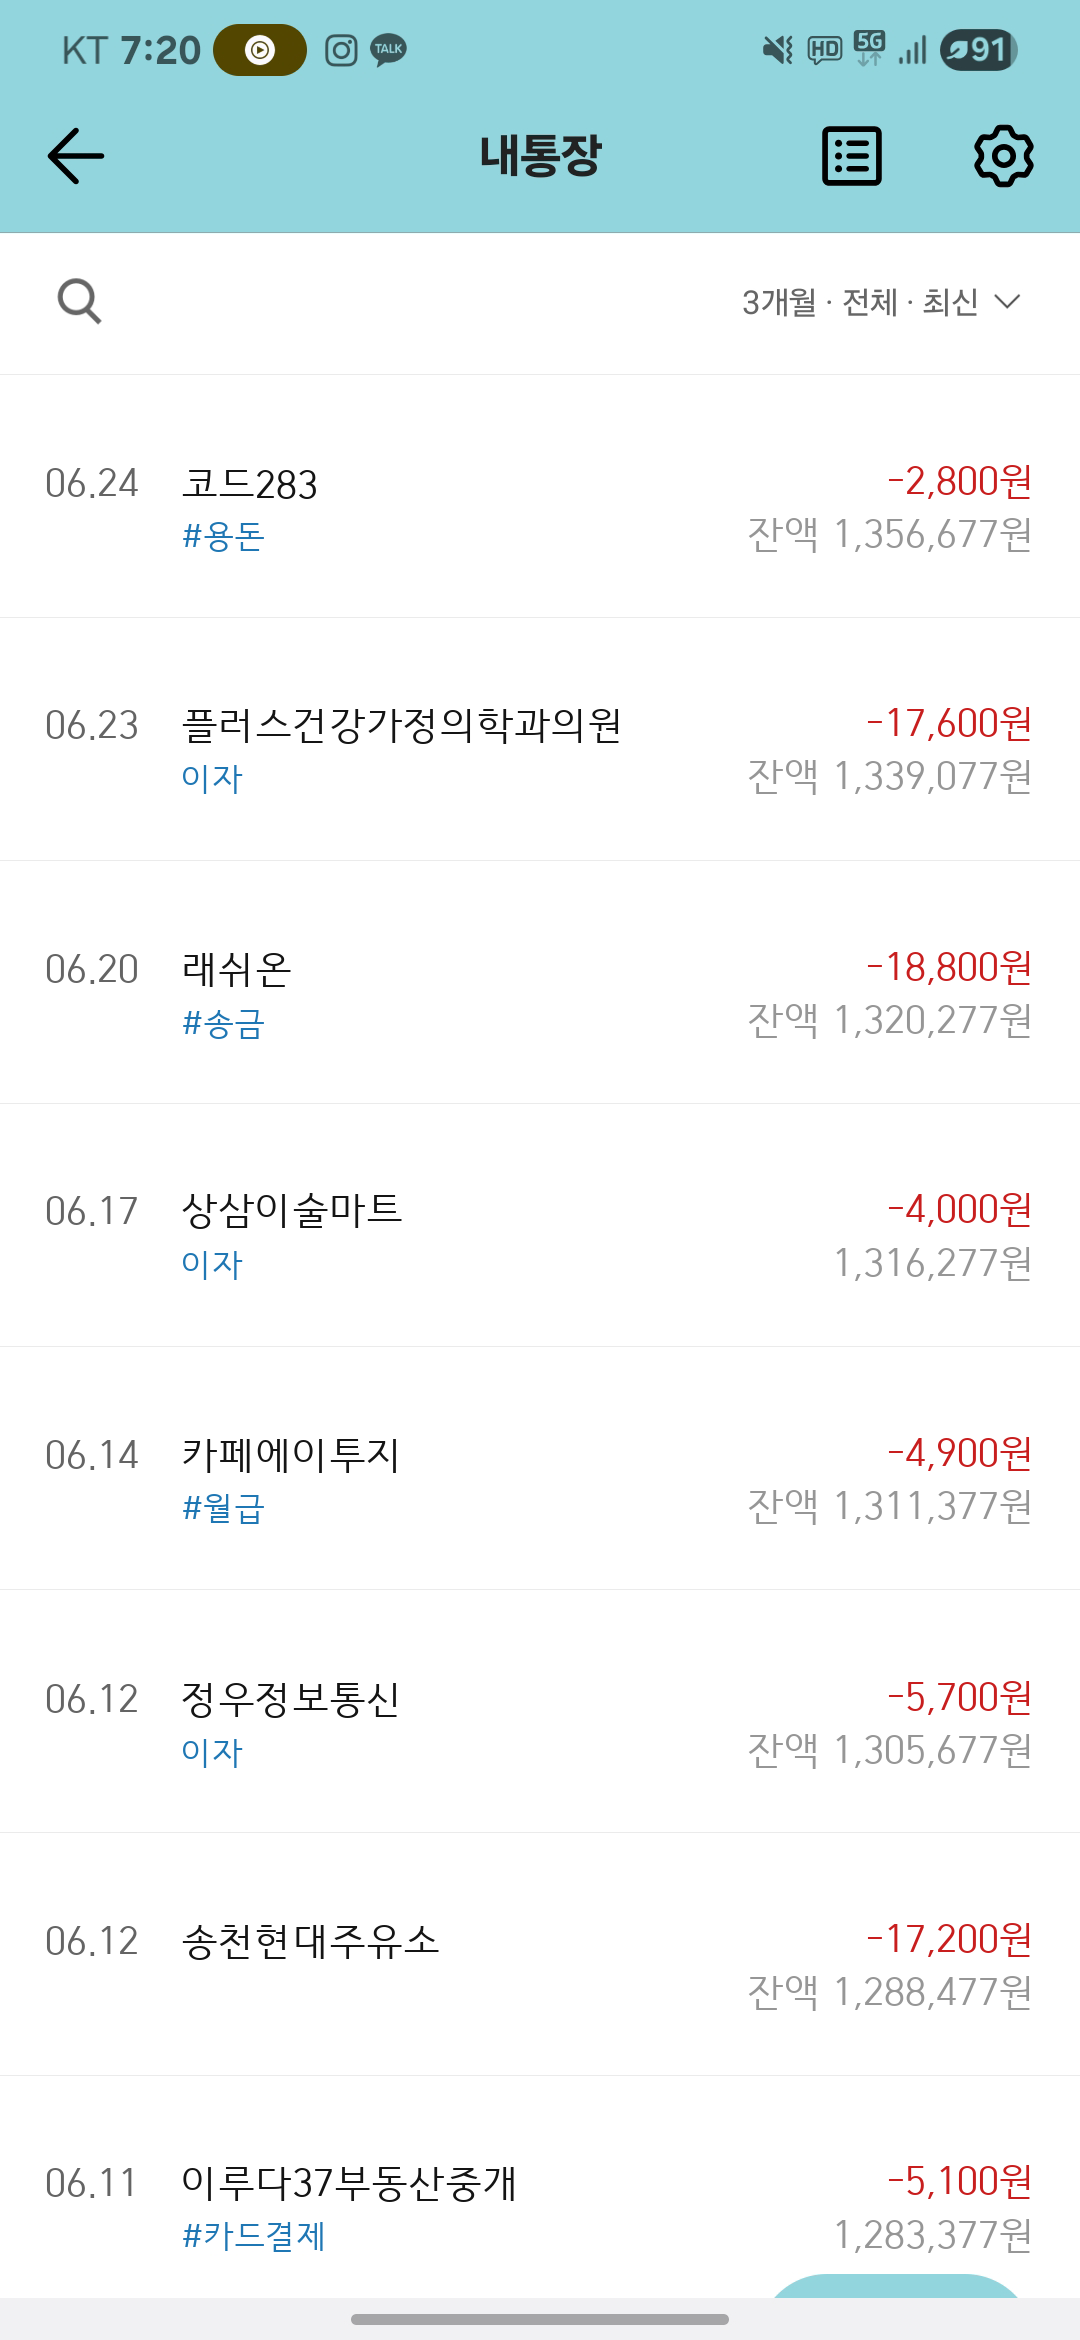 KT 7:20 TALK HD 5G 91
내통장
3개월 · 전체 · 최신
06.24 코드283 -2,800원
#용돈 잔액 1,356,677원
06.23 플러스건강가정의학과의원 -17,600원
이자 잔액 1,339,077원
06.20 래쉬온 -18,800원
#송금 잔액 1,320,277원
06.17 상삼이술마트 -4,000원
이자 1,316,277원
06.14 카페에이투지 -4,900원
#월급 잔액 1,311,377원
06.12 정우정보통신 -5,700원
이자 잔액 1,305,677원
06.12 송천현대주유소 -17,200원
잔액 1,288,477원
06.11 이루다37부동산중개 -5,100원
#카드결제 1,283,377원